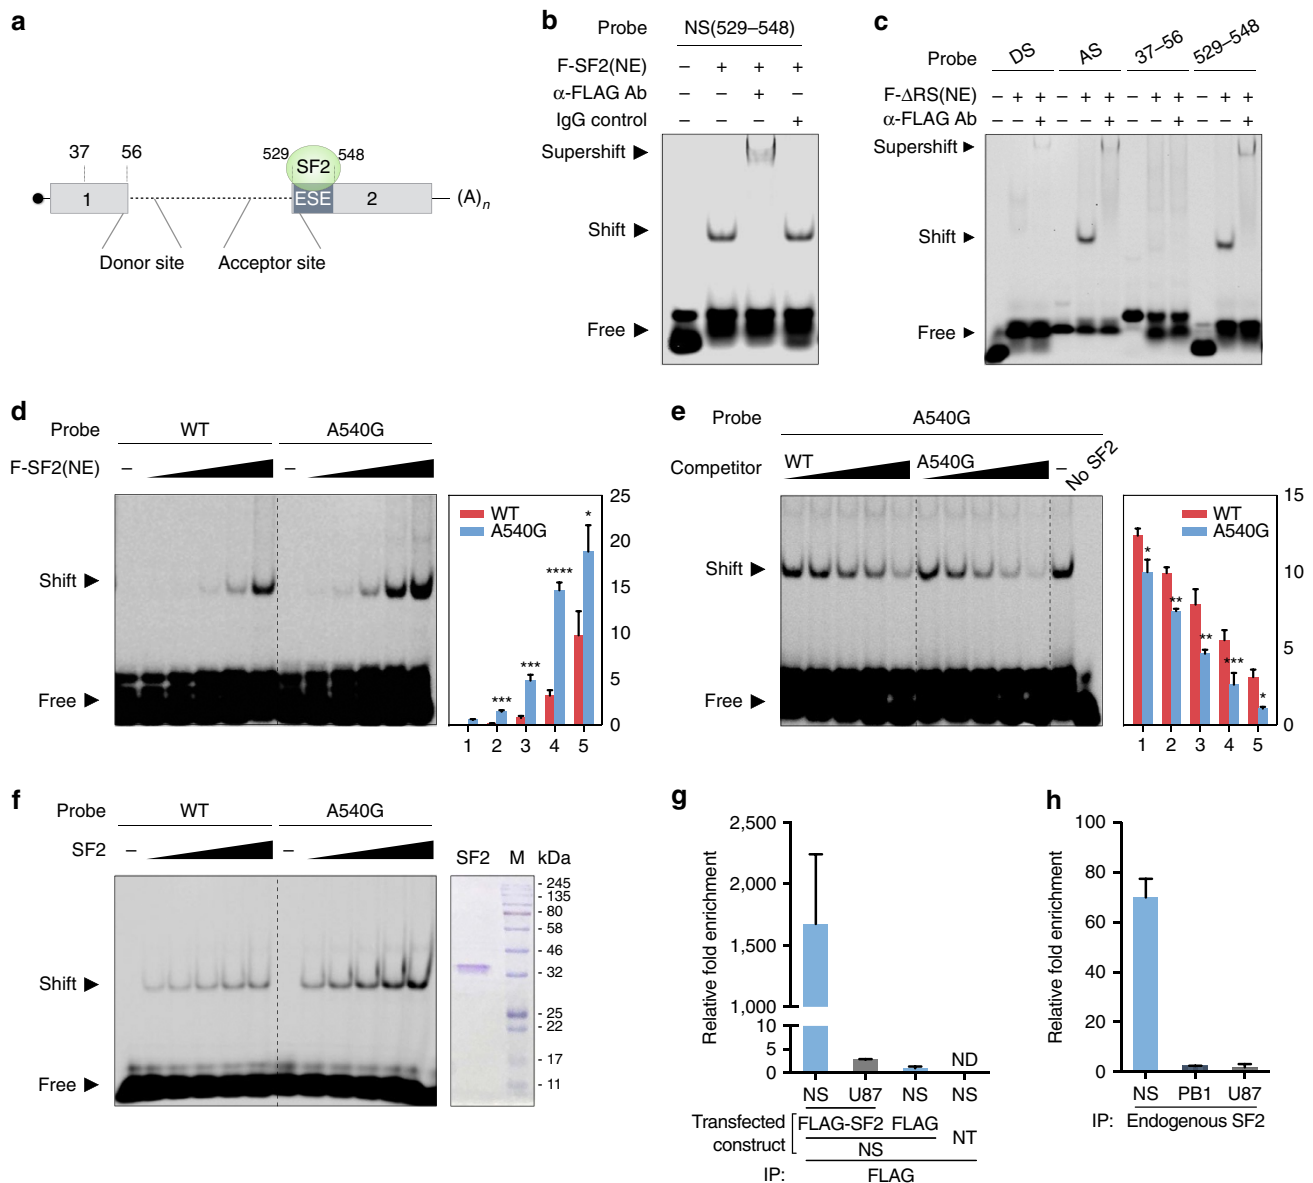 a
37
56
529
548
SF2
1
ESE
2
(A)n
Donor site
Acceptor site
b
Probe
NS(529–548)
F-SF2(NE)
– + + +
α-FLAG Ab
– – + –
IgG control
– – – +
Supershift
Shift
Free
c
Probe
DS
AS
37–56
529–548
F-ΔRS(NE)
– + + – + + – + + – + +
α-FLAG Ab
– – + – – + – – + – – +
Supershift
Shift
Free
d
Probe
WT
A540G
F-SF2(NE)
–
–
Shift
Free
WT
A540G
25
20
15
10
5
0
***
***
****
*
1 2 3 4 5
e
Probe
A540G
Competitor
WT
A540G
–
No SF2
Shift
Free
WT
A540G
15
10
5
0
*
**
**
***
*
1 2 3 4 5
f
Probe
WT
A540G
SF2
–
–
Shift
Free
SF2 M kDa
- 245
- 135
- 80
- 58
- 46
- 32
- 25
- 22
- 17
- 11
g
Relative fold enrichment
2,500
2,000
1,500
1,000
10
5
0
ND
NS U87 NS NS
Transfected construct
FLAG-SF2 FLAG
NT
NS
IP:
FLAG
h
Relative fold enrichment
100
80
60
40
20
0
NS PB1 U87
IP: Endogenous SF2